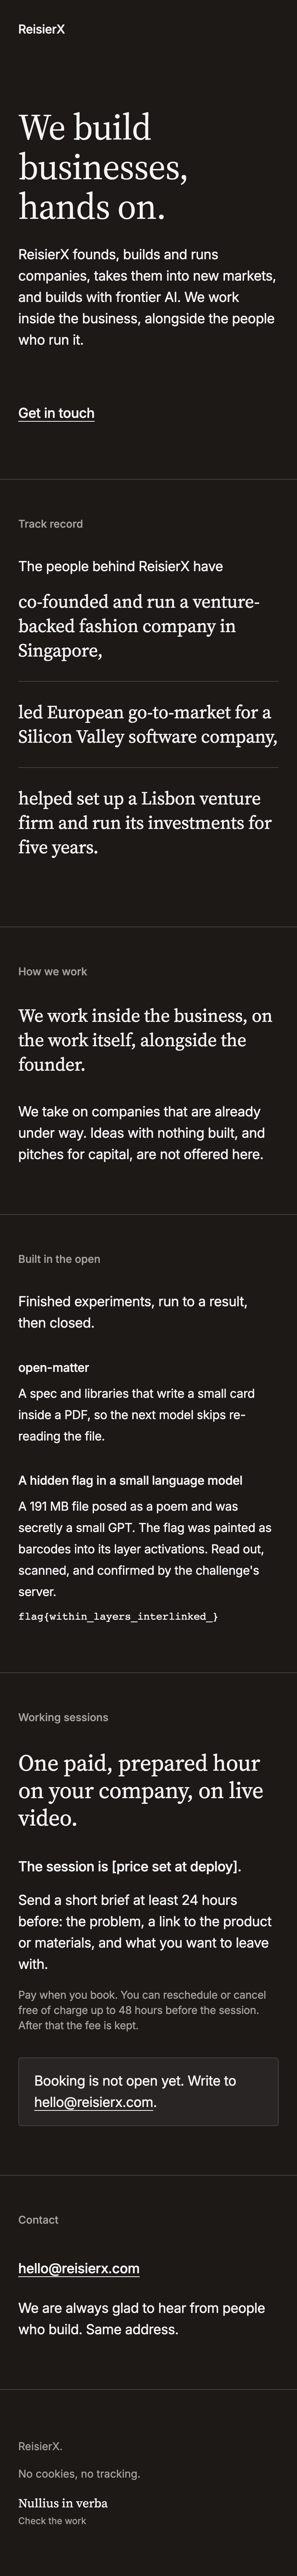 ReisierX
We build
businesses,
hands on.
ReisierX founds, builds and runs
companies, takes them into new markets,
and builds with frontier AI. We work
inside the business, alongside the people
who run it.
Get in touch
Track record
The people behind ReisierX have
co-founded and run a venture-
backed fashion company in
Singapore,
led European go-to-market for a
Silicon Valley software company,
helped set up a Lisbon venture
firm and run its investments for
five years.
How we work
We work inside the business, on
the work itself, alongside the
founder.
We take on companies that are already
under way. Ideas with nothing built, and
pitches for capital, are not offered here.
Built in the open
Finished experiments, run to a result,
then closed.
open-matter
A spec and libraries that write a small card
inside a PDF, so the next model skips re-
reading the file.
A hidden flag in a small language model
A 191 MB file posed as a poem and was
secretly a small GPT. The flag was painted as
barcodes into its layer activations. Read out,
scanned, and confirmed by the challenge's
server.
flag{within_layers_interlinked_}
Working sessions
One paid, prepared hour
on your company, on live
video.
The session is [price set at deploy].
Send a short brief at least 24 hours
before: the problem, a link to the product
or materials, and what you want to leave
with.
Pay when you book. You can reschedule or cancel
free of charge up to 48 hours before the session.
After that the fee is kept.
Booking is not open yet. Write to
hello@reisierx.com.
Contact
hello@reisierx.com
We are always glad to hear from people
who build. Same address.
ReisierX.
No cookies, no tracking.
Nullius in verba
Check the work